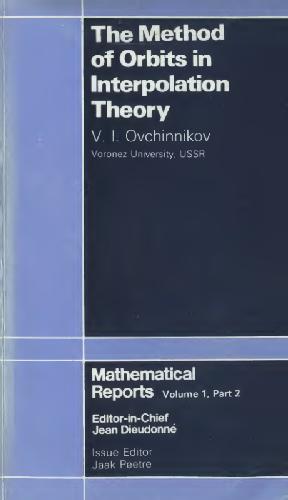 The Method
of Orbits in
Interpolation
Theory
V. I. Ovchinnikov
Voronez University, USSR
Mathematical
Reports Volume 1, Part 2
Editor-in-Chief
Jean Dieudonné
Issue Editor
Jaak Peetre